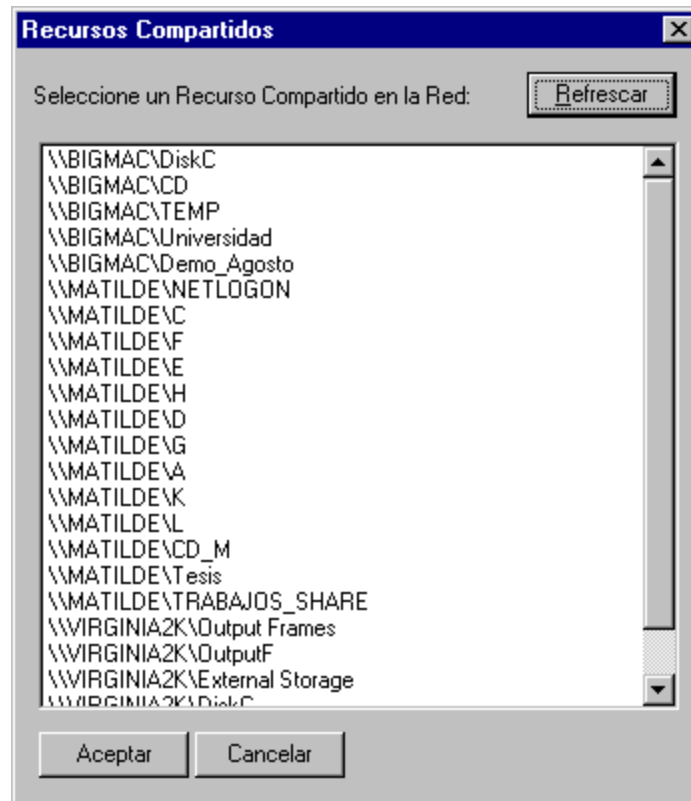 Recursos Compartidos
Seleccione un Recurso Compartido en la Red:
Refrescar
\\BIGMAC\DiskC
\\BIGMAC\CD
\\BIGMAC\TEMP
\\BIGMAC\Universidad
\\BIGMAC\Demo_Agosto
\\MATILDE\NETLOGON
\\MATILDE\C
\\MATILDE\F
\\MATILDE\E
\\MATILDE\H
\\MATILDE\D
\\MATILDE\G
\\MATILDE\A
\\MATILDE\K
\\MATILDE\L
\\MATILDE\CD_M
\\MATILDE\Tesis
\\MATILDE\TRABAJOS_SHARE
\\VIRGINIA2K\Output Frames
\\VIRGINIA2K\OutputF
\\VIRGINIA2K\External Storage
\\VIRGINIA2K\DiskC
Aceptar
Cancelar